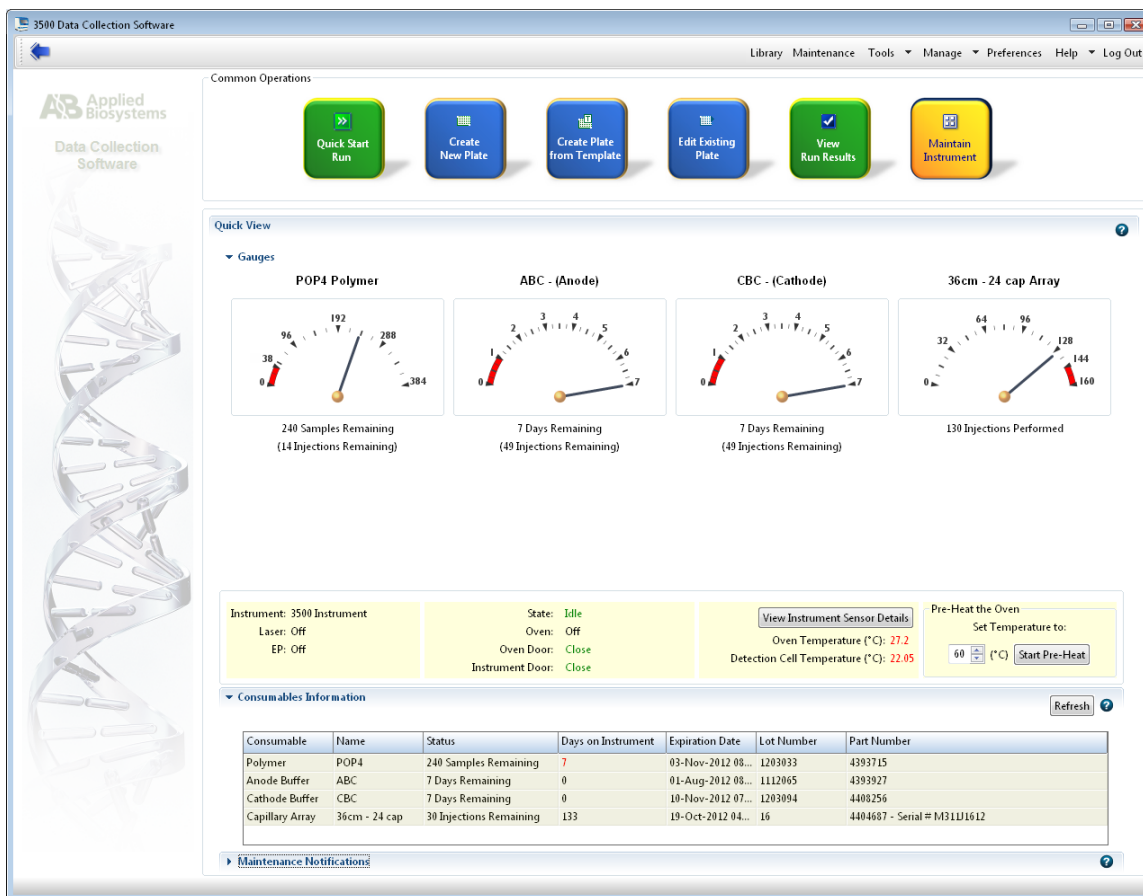 3500 Data Collection Software
Library Maintenance Tools Manage Preferences Help Log Out
AB Applied Biosystems
Data Collection
Software
Common Operations
Quick Start
Run
Create
New Plate
Create Plate
from Template
Edit Existing
Plate
View
Run Results
Maintain
Instrument
Quick View
Gauges
POP4 Polymer
0 38 96 192 288 384
240 Samples Remaining
(14 Injections Remaining)
ABC - (Anode)
0 1 2 3 4 5 6 7
7 Days Remaining
(49 Injections Remaining)
CBC - (Cathode)
0 1 2 3 4 5 6 7
7 Days Remaining
(49 Injections Remaining)
36cm - 24 cap Array
0 32 64 96 128 144 160
130 Injections Performed
Instrument: 3500 Instrument
Laser: Off
EP: Off
State: Idle
Oven: Off
Oven Door: Close
Instrument Door: Close
View Instrument Sensor Details
Oven Temperature (°C): 27.2
Detection Cell Temperature (°C): 22.05
Pre-Heat the Oven
Set Temperature to:
60 (°C) Start Pre-Heat
Consumables Information
Refresh
Consumable Name Status Days on Instrument Expiration Date Lot Number Part Number
Polymer POP4 240 Samples Remaining 7 03-Nov-2012 08... 1203033 4393715
Anode Buffer ABC 7 Days Remaining 0 01-Aug-2012 08... 1112065 4393927
Cathode Buffer CBC 7 Days Remaining 0 10-Nov-2012 07... 1203094 4408256
Capillary Array 36cm - 24 cap 30 Injections Remaining 133 19-Oct-2012 04... 16 4404687 - Serial # M311J1612
Maintenance Notifications